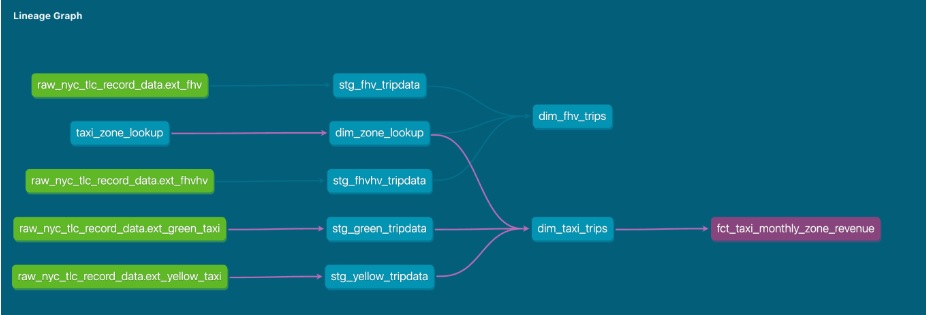 Lineage Graph
raw_nyc_tlc_record_data.ext_fhv
stg_fhv_tripdata
dim_fhv_trips
taxi_zone_lookup
dim_zone_lookup
raw_nyc_tlc_record_data.ext_fhvhv
stg_fhvhv_tripdata
raw_nyc_tlc_record_data.ext_green_taxi
stg_green_tripdata
dim_taxi_trips
fct_taxi_monthly_zone_revenue
raw_nyc_tlc_record_data.ext_yellow_taxi
stg_yellow_tripdata